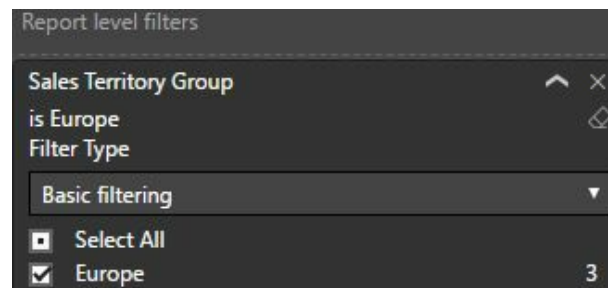 Report level filters
Sales Territory Group
is Europe
Filter Type
Basic filtering
Select All
Europe 3